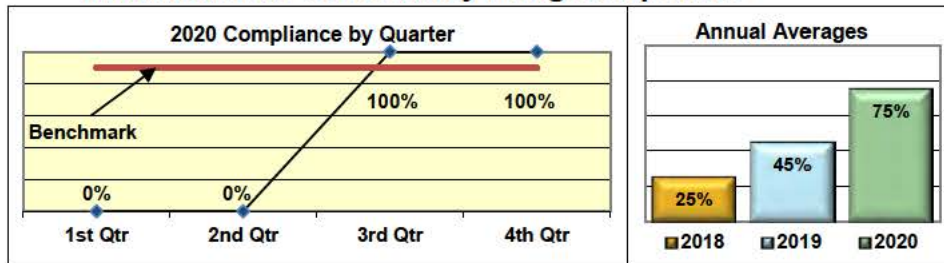 2020 Compliance by Quarter
100%
100%
Benchmark
0%
0%
1st Qtr
2nd Qtr
3rd Qtr
4th Qtr
Annual Averages
75%
45%
25%
2018
2019
2020